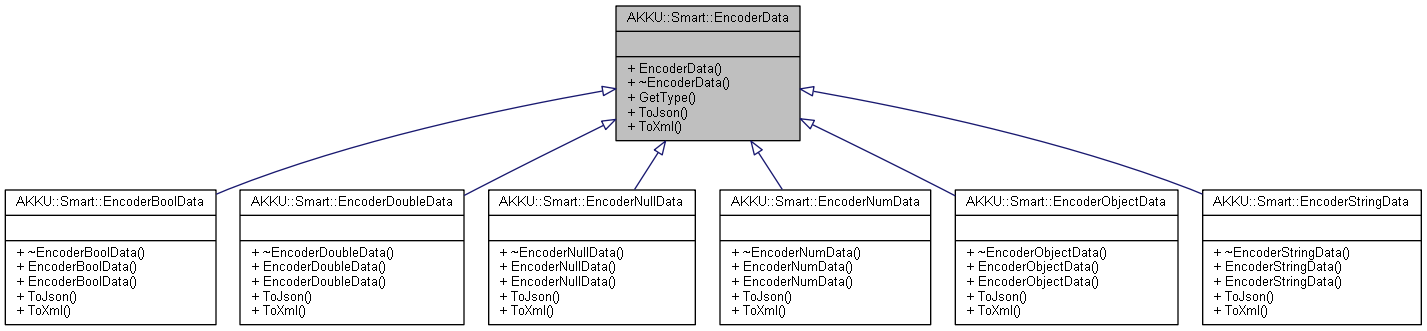 AKKU::Smart::EncoderData
+ EncoderData()
+ ~EncoderData()
+ GetType()
+ ToJson()
+ ToXml()
AKKU::Smart::EncoderBoolData
+ ~EncoderBoolData()
+ EncoderBoolData()
+ EncoderBoolData()
+ ToJson()
+ ToXml()
AKKU::Smart::EncoderDoubleData
+ ~EncoderDoubleData()
+ EncoderDoubleData()
+ EncoderDoubleData()
+ ToJson()
+ ToXml()
AKKU::Smart::EncoderNullData
+ ~EncoderNullData()
+ EncoderNullData()
+ EncoderNullData()
+ ToJson()
+ ToXml()
AKKU::Smart::EncoderNumData
+ ~EncoderNumData()
+ EncoderNumData()
+ EncoderNumData()
+ ToJson()
+ ToXml()
AKKU::Smart::EncoderObjectData
+ ~EncoderObjectData()
+ EncoderObjectData()
+ EncoderObjectData()
+ ToJson()
+ ToXml()
AKKU::Smart::EncoderStringData
+ ~EncoderStringData()
+ EncoderStringData()
+ EncoderStringData()
+ ToJson()
+ ToXml()